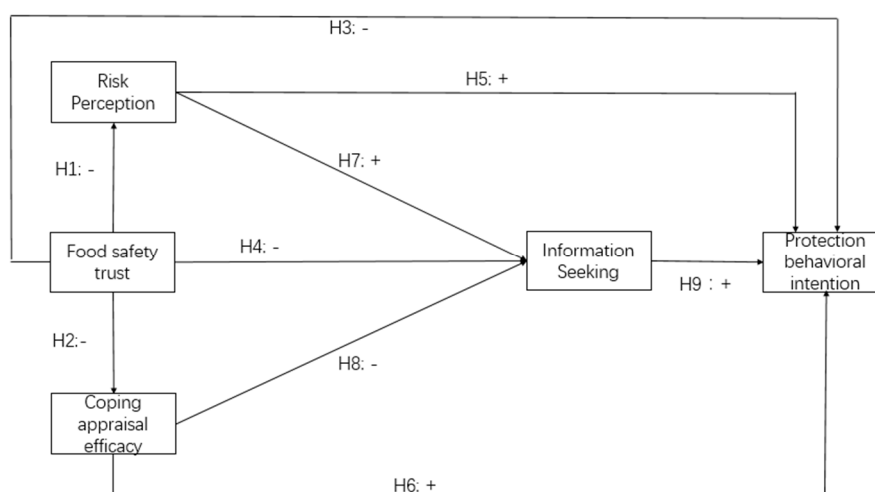 H3: -
Risk
Perception
H5: +
H7: +
H1: -
Food safety
trust
H4: -
Information
Seeking
Protection
behavioral
intention
H9 : +
H2:-
H8: -
Coping
appraisal
efficacy
H6: +